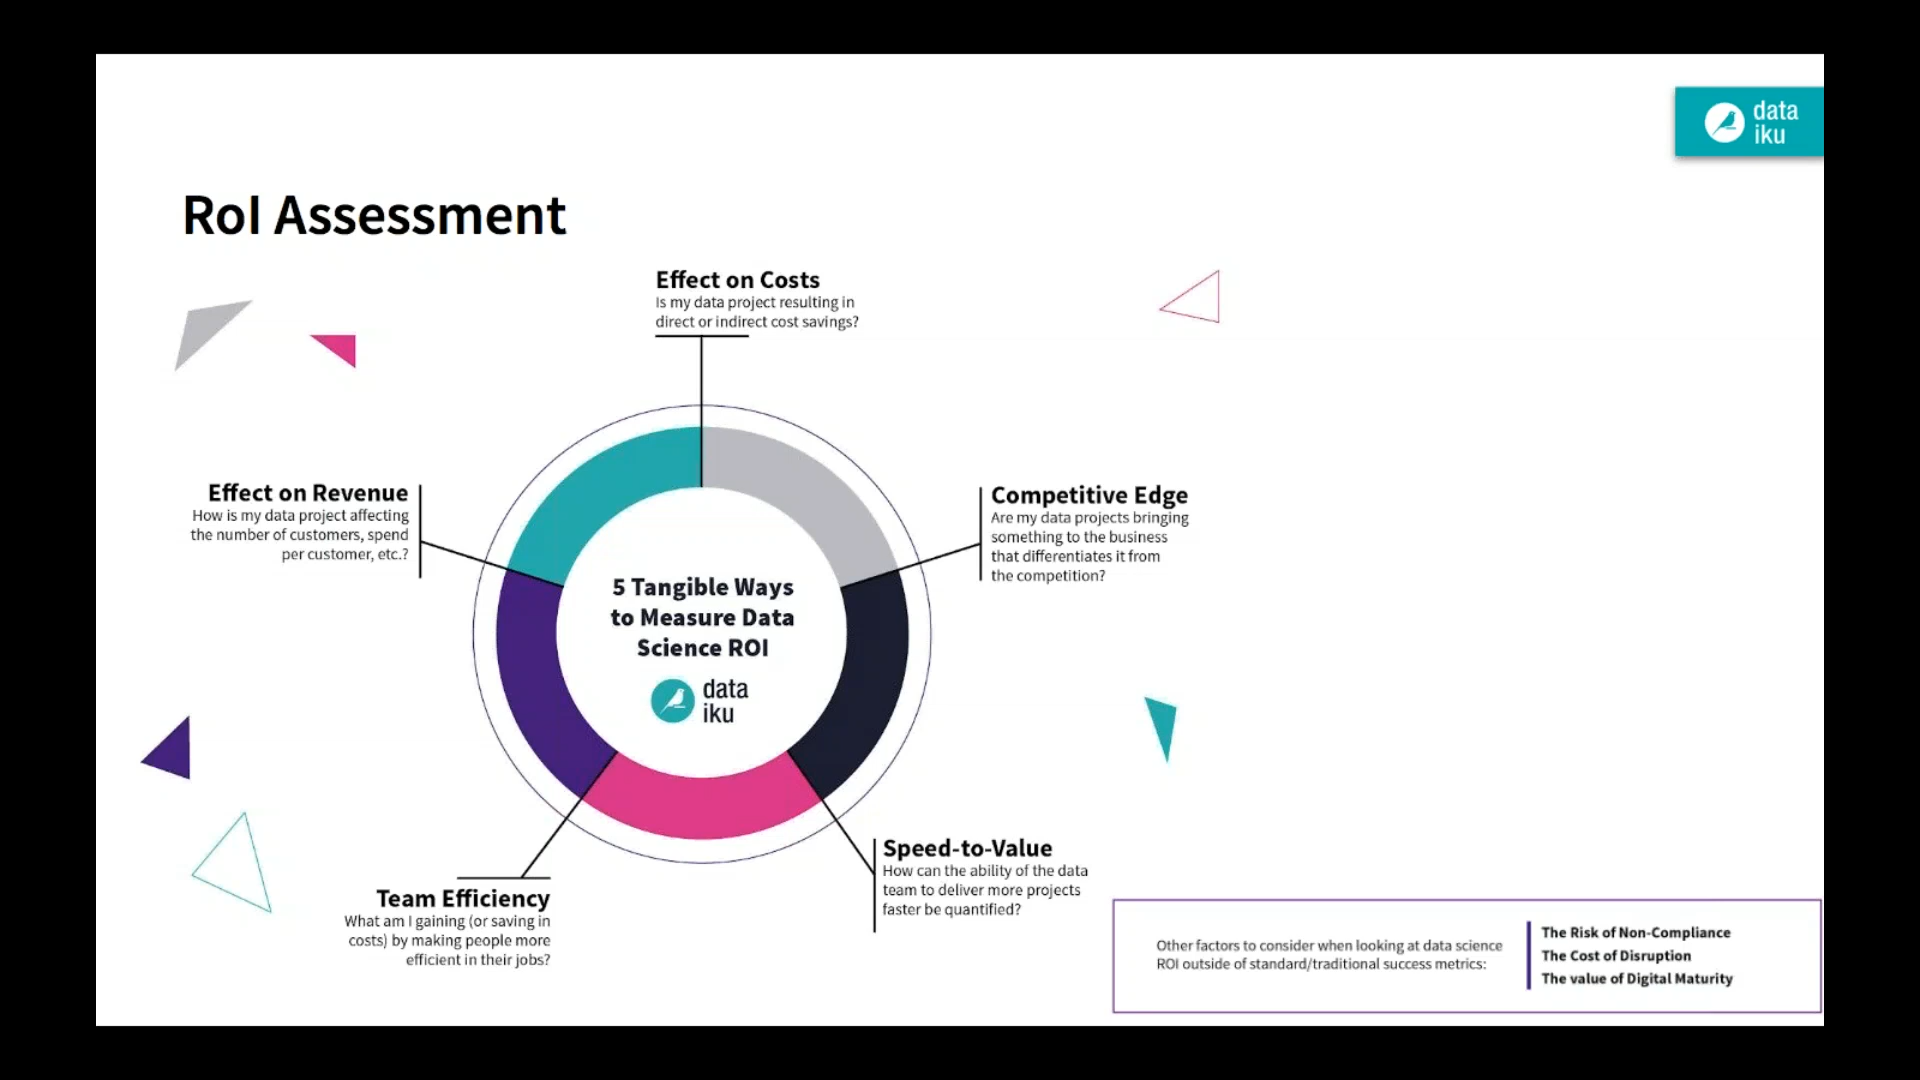 data
iku
RoI Assessment
Effect on Costs
Is my data project resulting in
direct or indirect cost savings?
Effect on Revenue
How is my data project affecting
the number of customers, spend
per customer, etc.?
Competitive Edge
Are my data projects bringing
something to the business
that differentiates it from
the competition?
5 Tangible Ways
to Measure Data
Science ROI
data
iku
Speed-to-Value
How can the ability of the data
team to deliver more projects
faster be quantified?
Team Efficiency
What am I gaining (or saving in
costs) by making people more
efficient in their jobs?
Other factors to consider when looking at data science
ROI outside of standard/traditional success metrics:
The Risk of Non-Compliance
The Cost of Disruption
The value of Digital Maturity